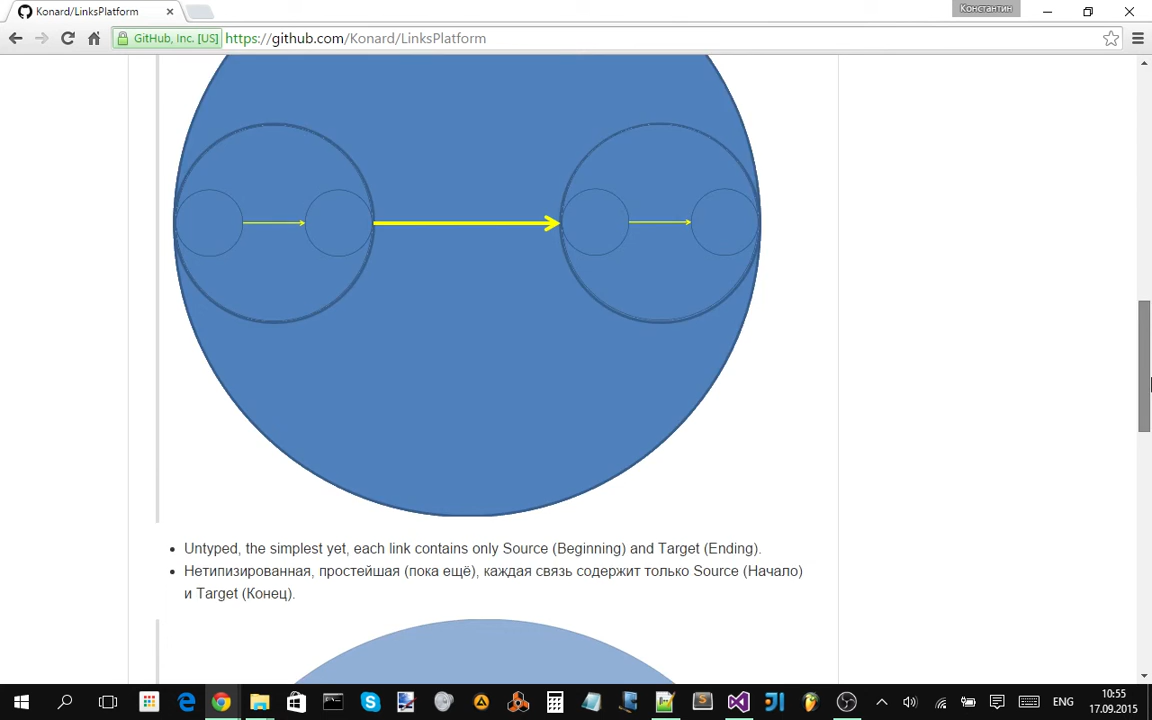 Konard/LinksPlatform
Константин
GitHub, Inc. [US]
https://github.com/Konard/LinksPlatform
Untyped, the simplest yet, each link contains only Source (Beginning) and Target (Ending).
Нетипизированная, простейшая (пока ещё), каждая связь содержит только Source (Начало)
и Target (Конец).
ENG
10:55
17.09.2015